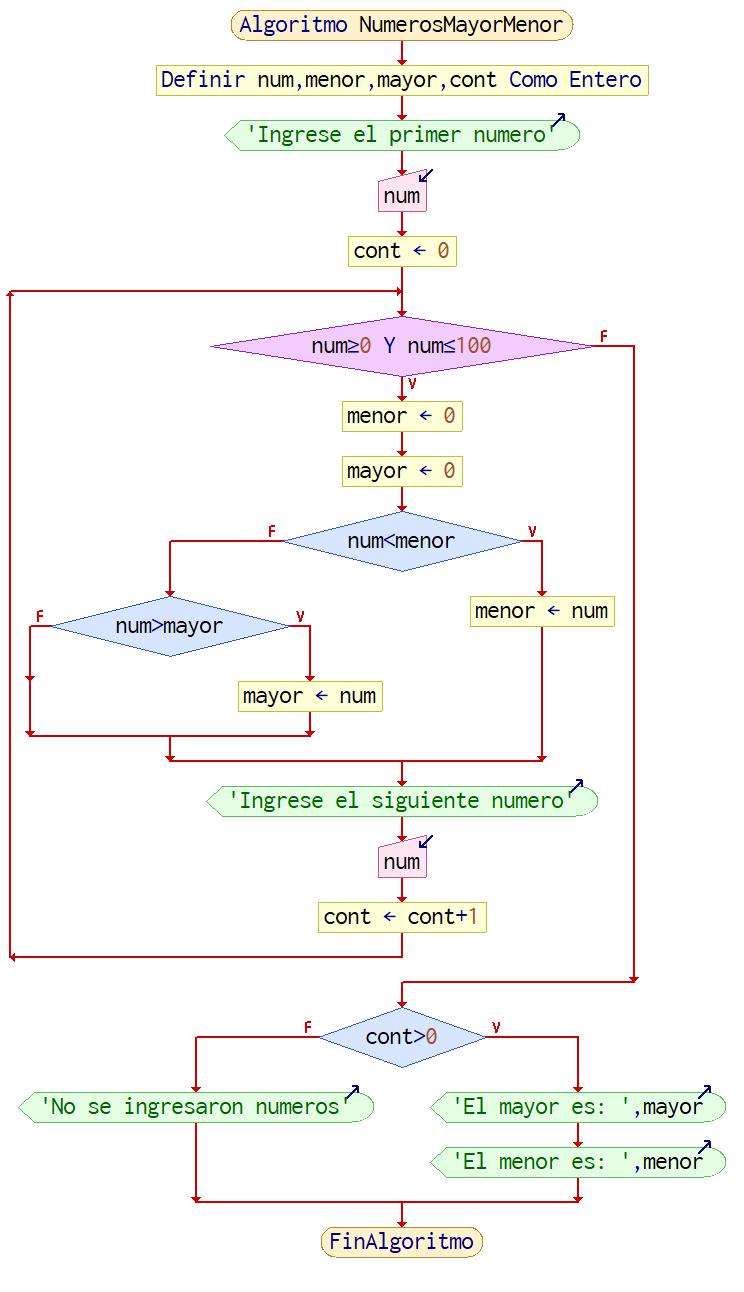 Algoritmo NumerosMayorMenor
Definir num,menor,mayor,cont Como Entero
'Ingrese el primer numero'
num
cont ← 0
num≥0 Y num≤100
F
V
menor ← 0
mayor ← 0
num<menor
F
V
num>mayor
F
V
menor ← num
mayor ← num
'Ingrese el siguiente numero'
num
cont ← cont+1
cont>0
F
V
'No se ingresaron numeros'
'El mayor es: ',mayor
'El menor es: ',menor
FinAlgoritmo